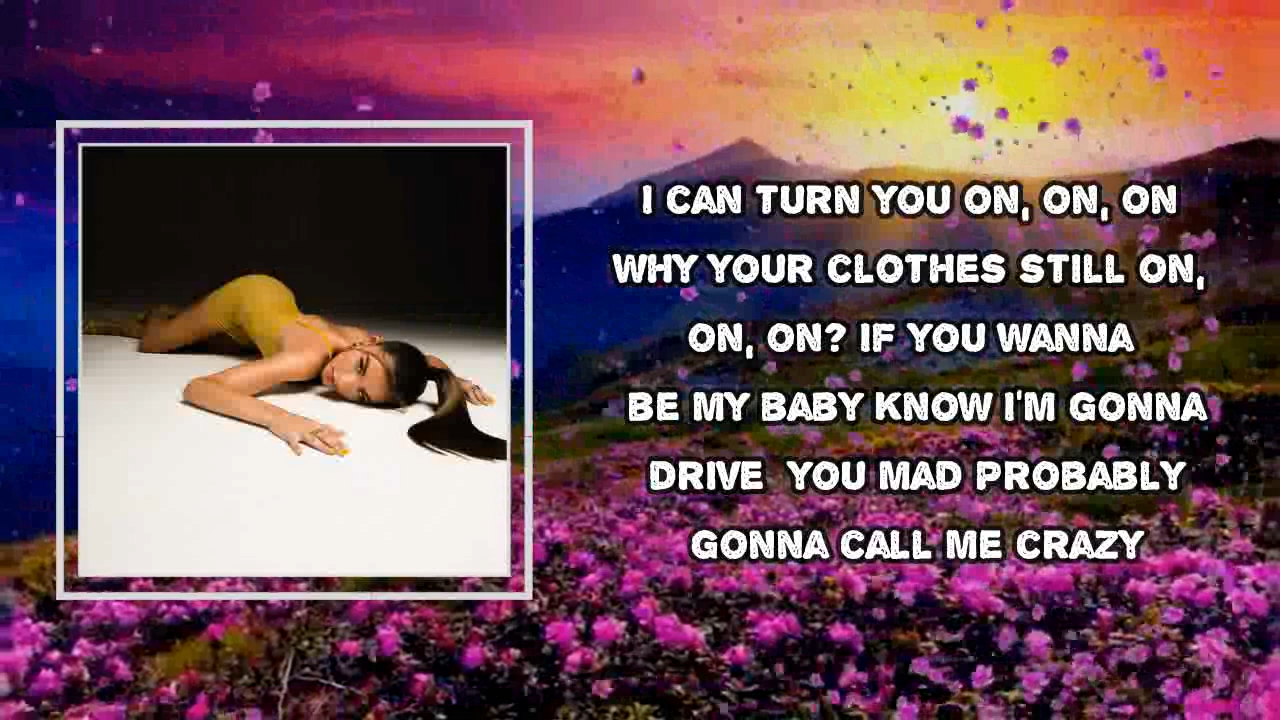 I CAN TURN YOU ON, ON, ON
WHY YOUR CLOTHES STILL ON,
ON, ON? IF YOU WANNA
BE MY BABY KNOW I'M GONNA
DRIVE  YOU MAD PROBABLY
GONNA CALL ME CRAZY